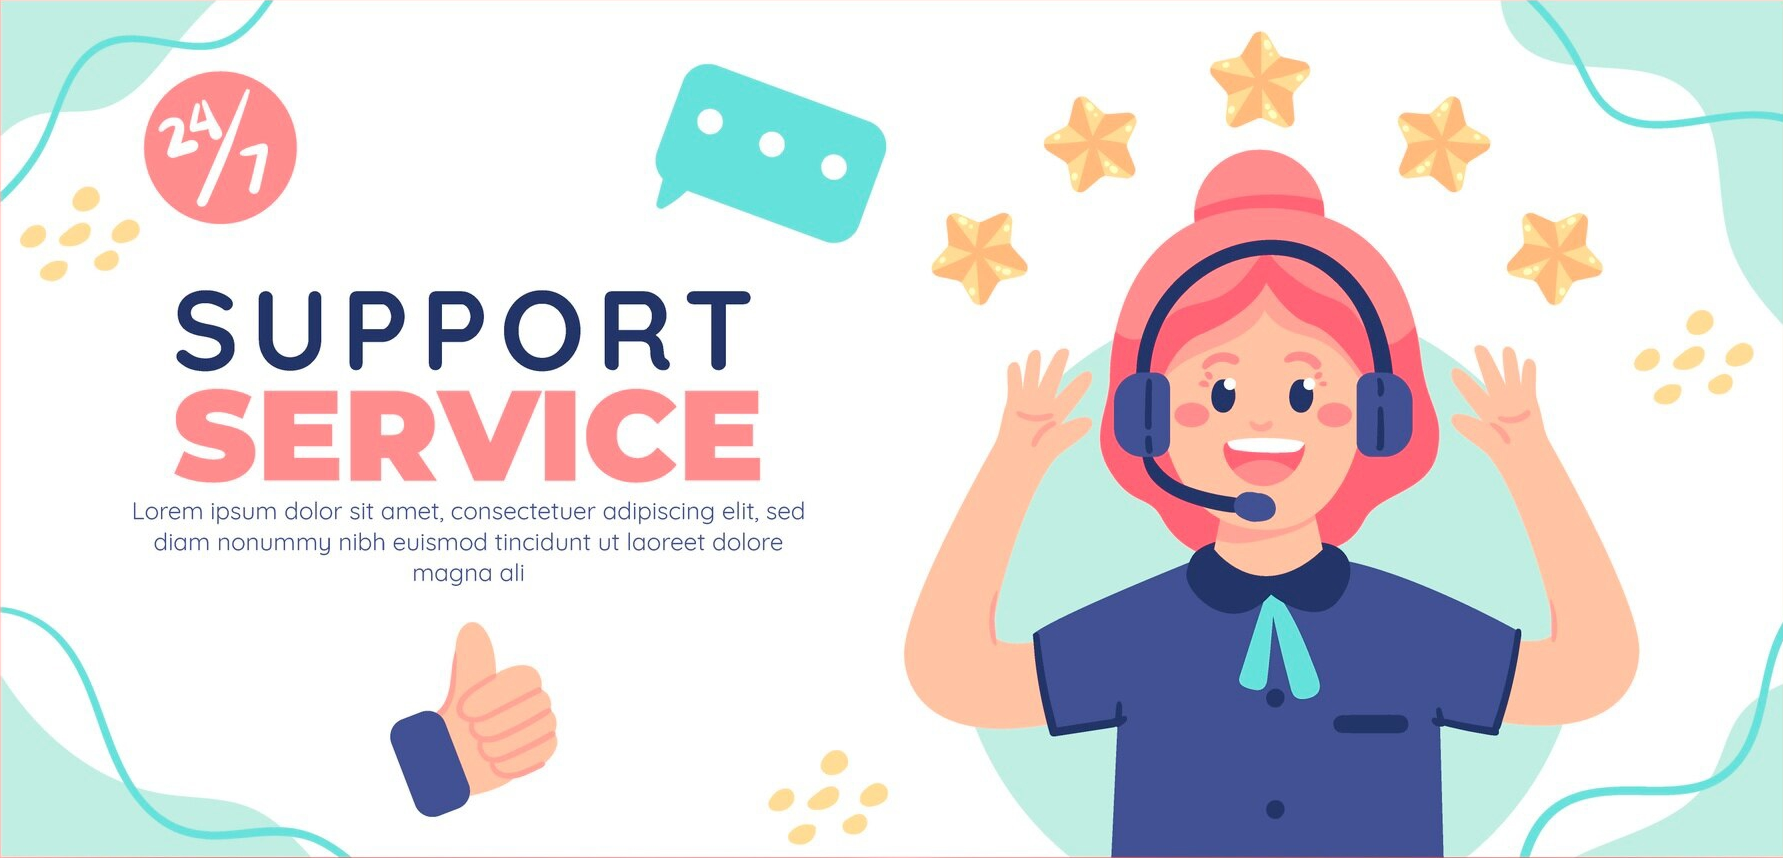 24/7
SUPPORT
SERVICE
Lorem ipsum dolor sit amet, consectetuer adipiscing elit, sed
diam nonummy nibh euismod tincidunt ut laoreet dolore
magna ali